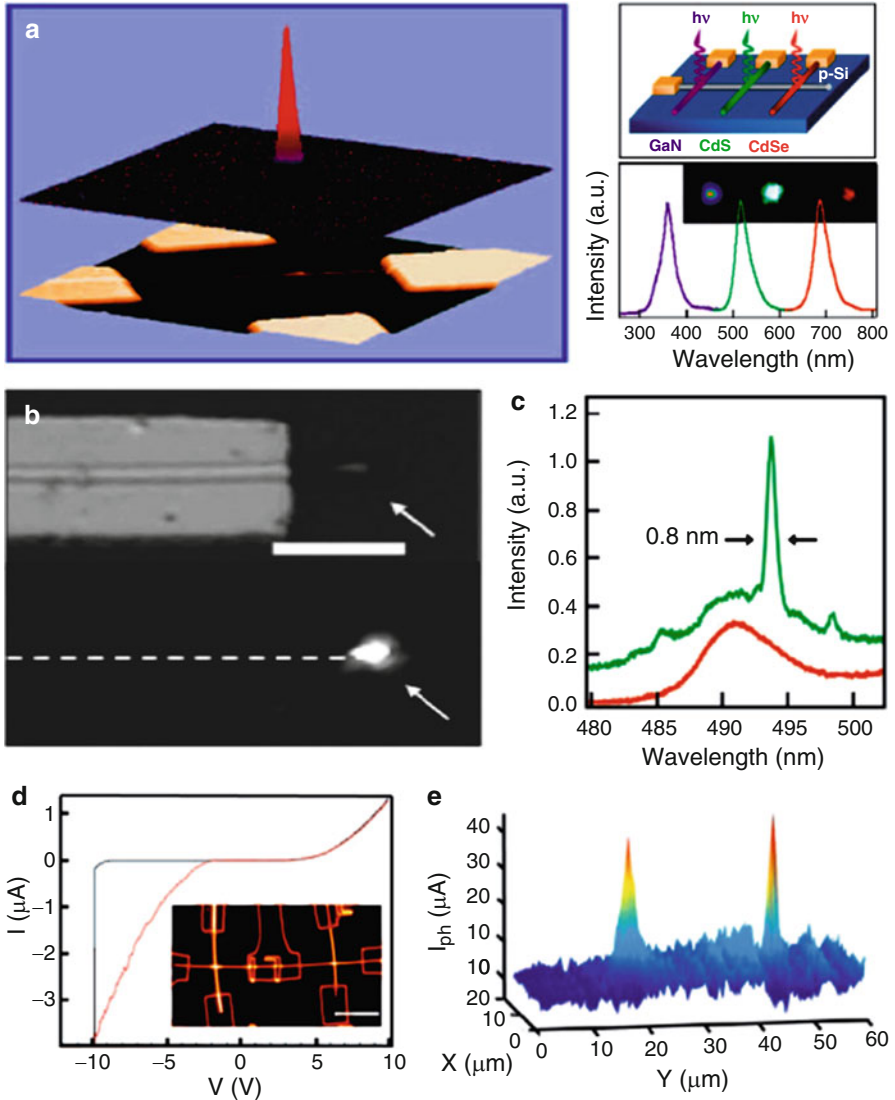 a
hν hν hν
p-Si
GaN CdS CdSe
Intensity (a.u.)
300 400 500 600 700 800
Wavelength (nm)
b
c
1.2
1.0
0.8
0.6
0.4
0.2
0.0
Intensity (a.u.)
0.8 nm
480 485 490 495 500
Wavelength (nm)
d
1
0
−1
−2
−3
I (μA)
−10 −5 0 5 10
V (V)
e
40
30
20
10
10
20
I_ph (μA)
10
0
X (μm)
0 10 20 30 40 50 60
Y (μm)